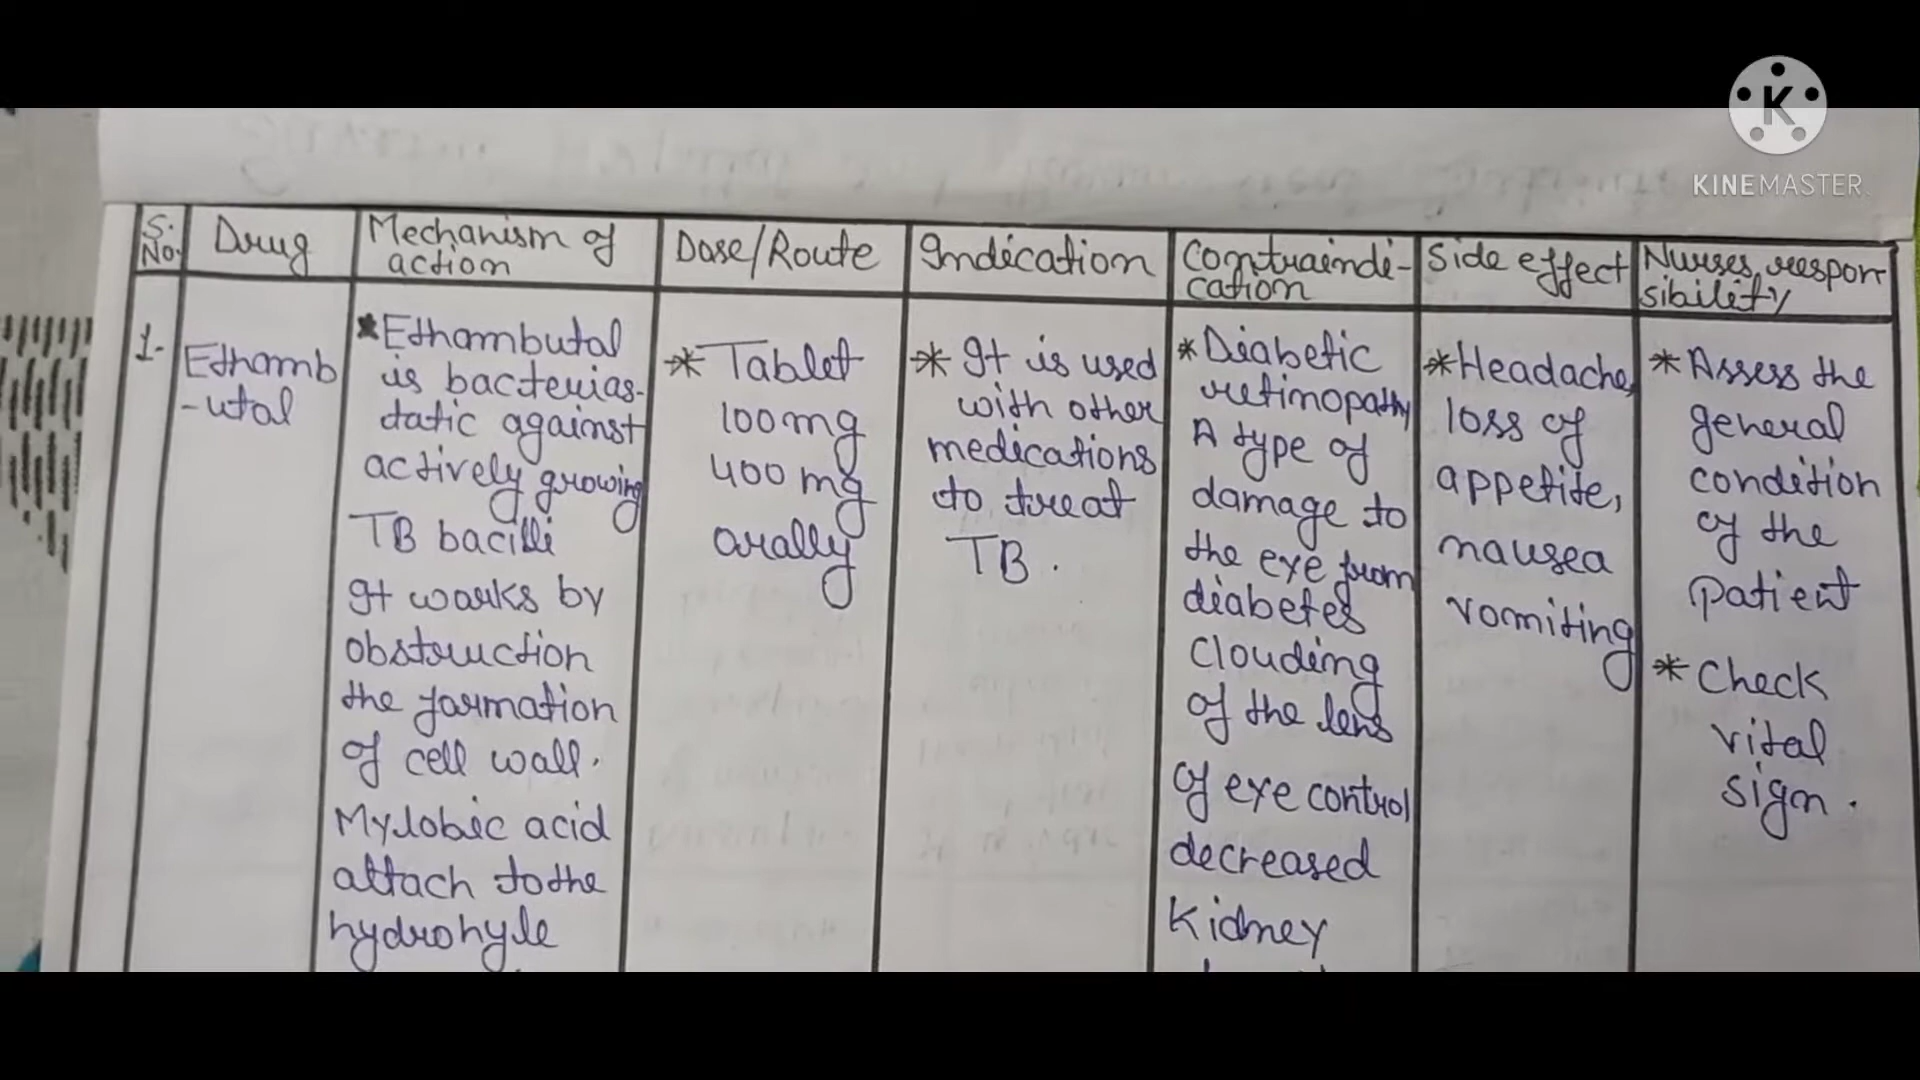 K
KINEMASTER
S. No.
Drug
Mechanism of
action
Dose/Route
Indication
Contraindi-
cation
Side effect
Nurses respon
sibility
1.
Ethamb
-utal
* Ethambutal
is bacterias-
tatic against
actively growing
TB bacilli
It works by
obstruction
the formation
of cell wall.
Mylobic acid
attach to the
hydrohyle
* Tablet
100mg
400 mg
orally
* It is used
with other
medications
to treat
TB.
* Diabetic
retinopathy
A type of
damage to
the eye from
diabetes
Clouding
of the lens
of eye control
decreased
Kidney
* Headache,
loss of
appetite,
nausea
vomiting
* Assess the
general
condition
of the
patient
* Check
vital
sign.